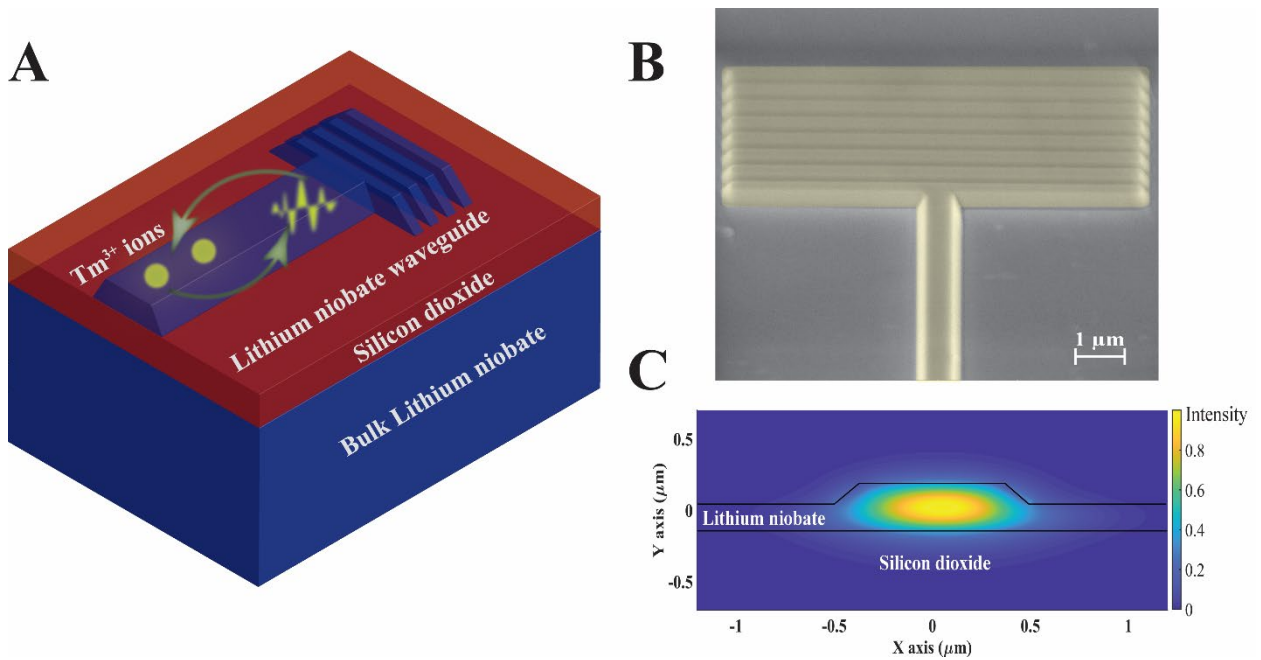 A
Tm³⁺ ions
Lithium niobate waveguide
Silicon dioxide
Bulk Lithium niobate
B
1 µm
C
Intensity
0.8
0.6
0.4
0.2
0
Y axis (µm)
0.5
0
-0.5
Lithium niobate
Silicon dioxide
-1
-0.5
0
0.5
1
X axis (µm)